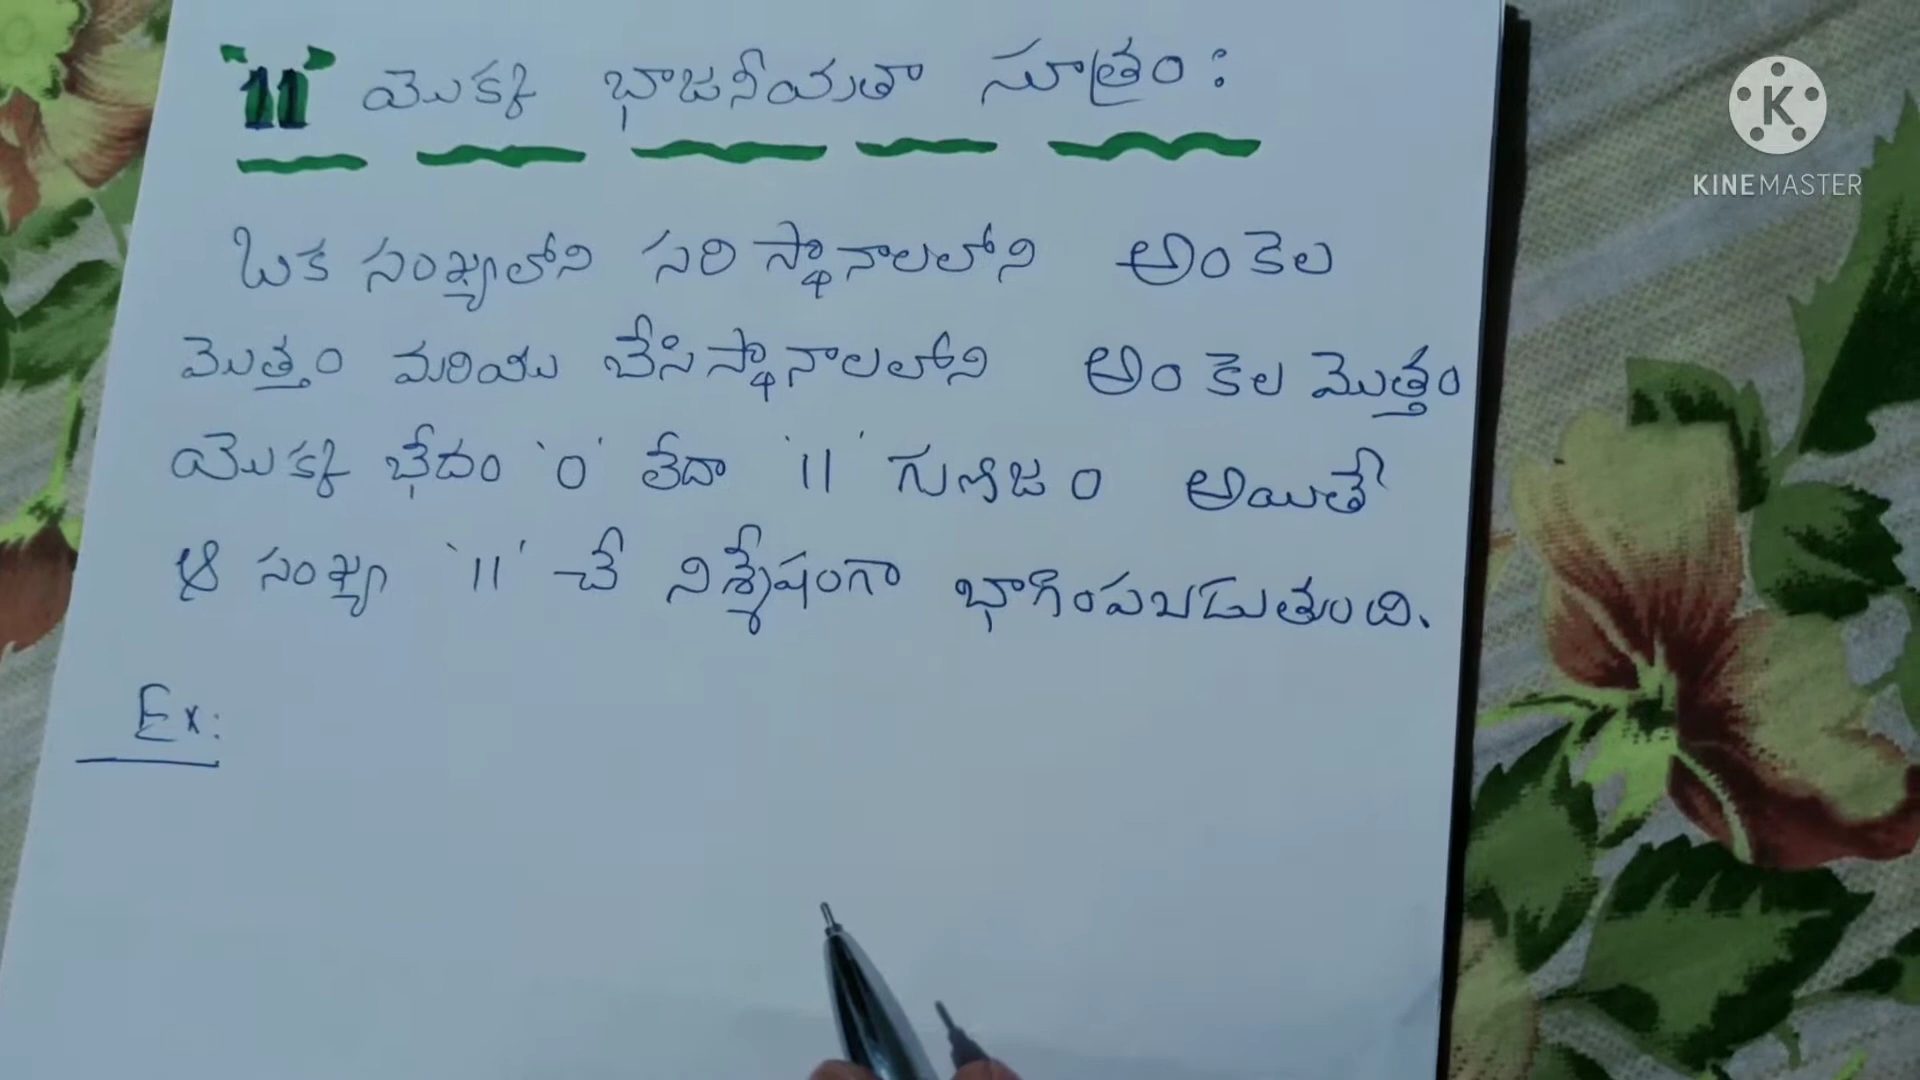 "11" యొక్క భాజనీయతా సూత్రం :
K
KINEMASTER
ఒక సంఖ్యలోని సరి స్థానాలలోని అంకెల
మొత్తం మరియు బేసిస్థానాలలోని అంకెల మొత్తం
యొక్క భేదం '0' లేదా '11' గుణిజం అయితే
ఆ సంఖ్య '11' చే నిశ్శేషంగా భాగింపబడుతుంది.
Ex: